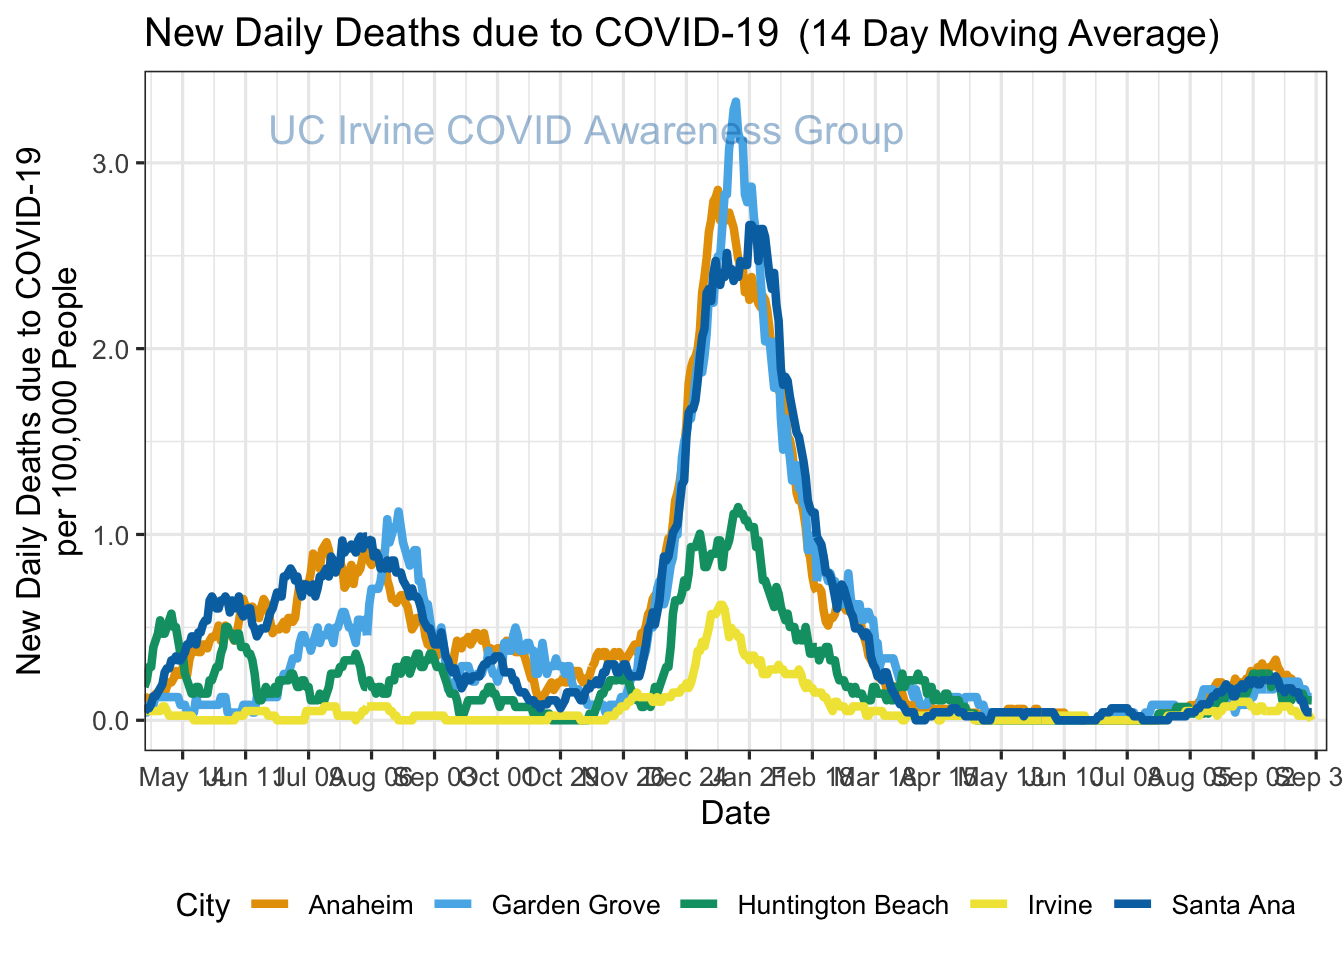 New Daily Deaths due to COVID-19 (14 Day Moving Average)
UC Irvine COVID Awareness Group
New Daily Deaths due to COVID-19
per 100,000 People
3.0
2.0
1.0
0.0
May 14 Jun 11 Jul 09 Aug 06 Sep 03 Oct 01 Oct 29 Nov 26 Dec 24 Jan 21 Feb 18 Mar 18 Apr 15 May 13 Jun 10 Jul 08 Aug 05 Sep 02 Sep 3
Date
City Anaheim Garden Grove Huntington Beach Irvine Santa Ana